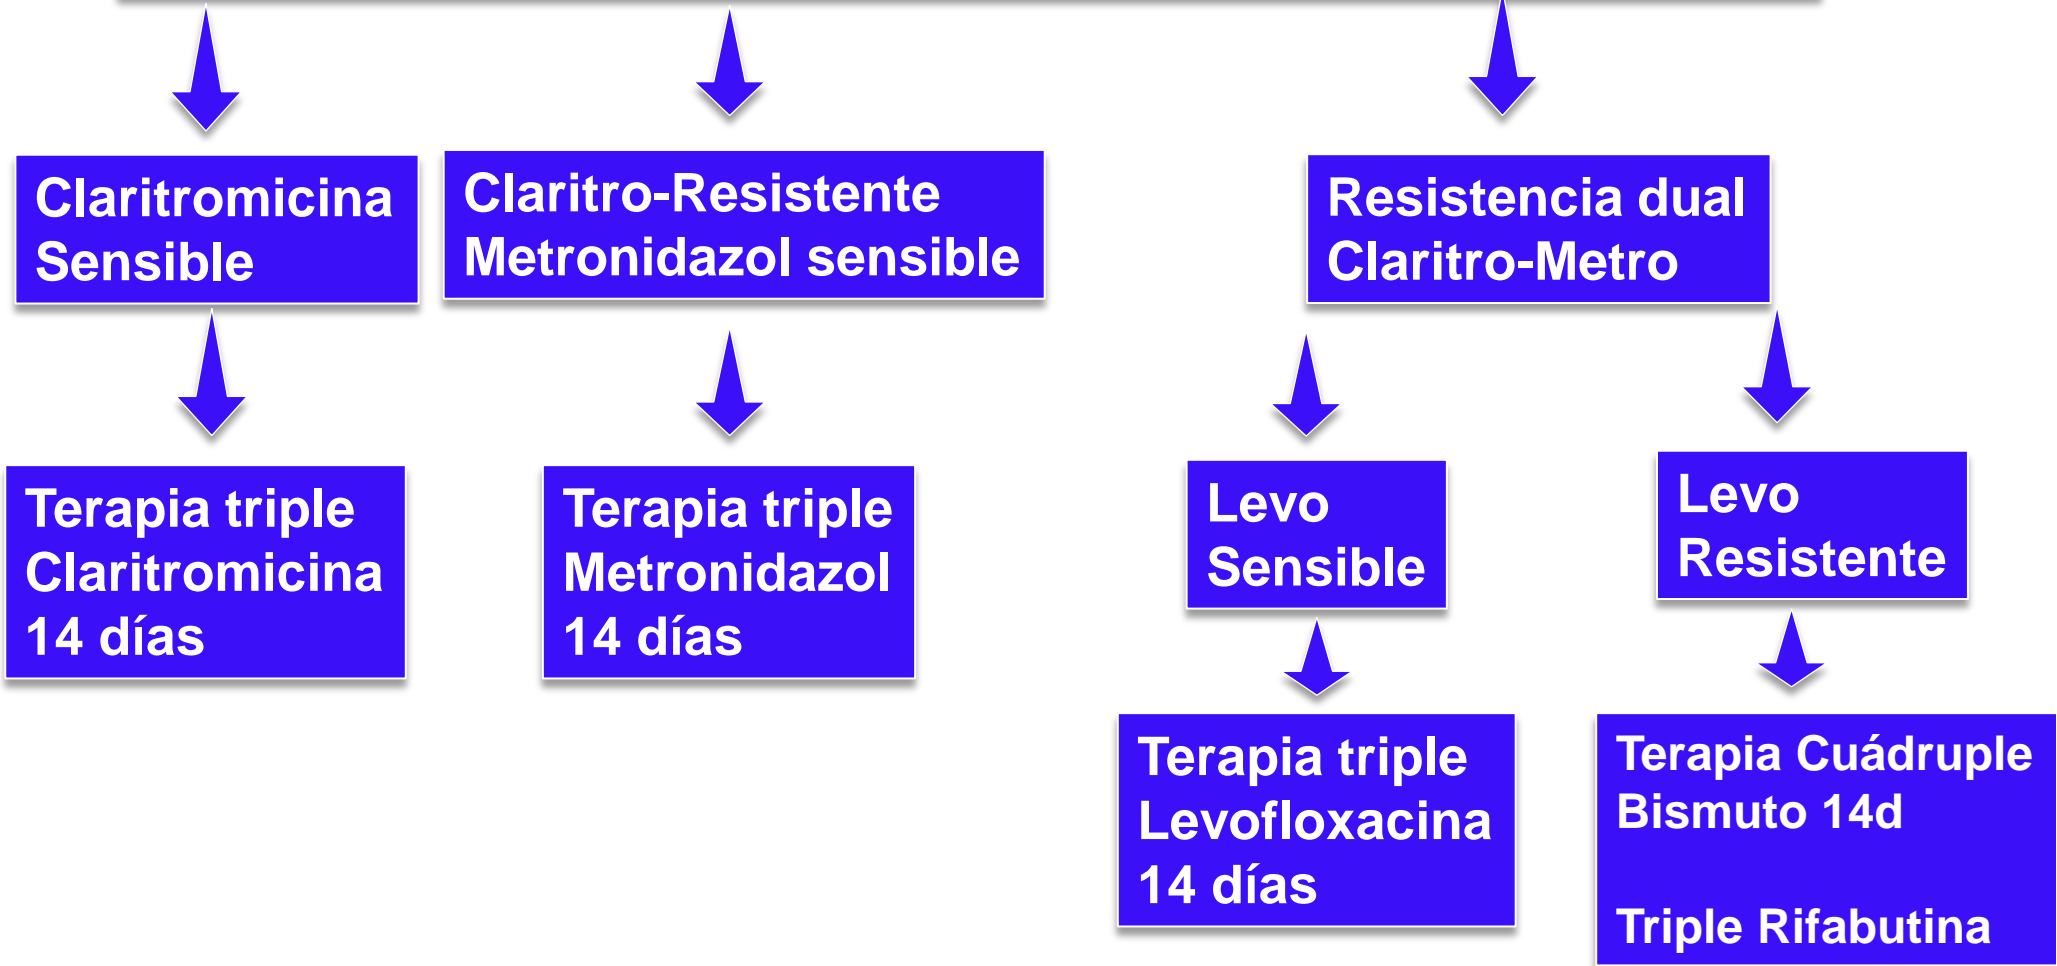 Claritromicina
Sensible
Claritro-Resistente
Metronidazol sensible
Resistencia dual
Claritro-Metro
Terapia triple
Claritromicina
14 días
Terapia triple
Metronidazol
14 días
Levo
Sensible
Levo
Resistente
Terapia triple
Levofloxacina
14 días
Terapia Cuádruple
Bismuto 14d
Triple Rifabutina